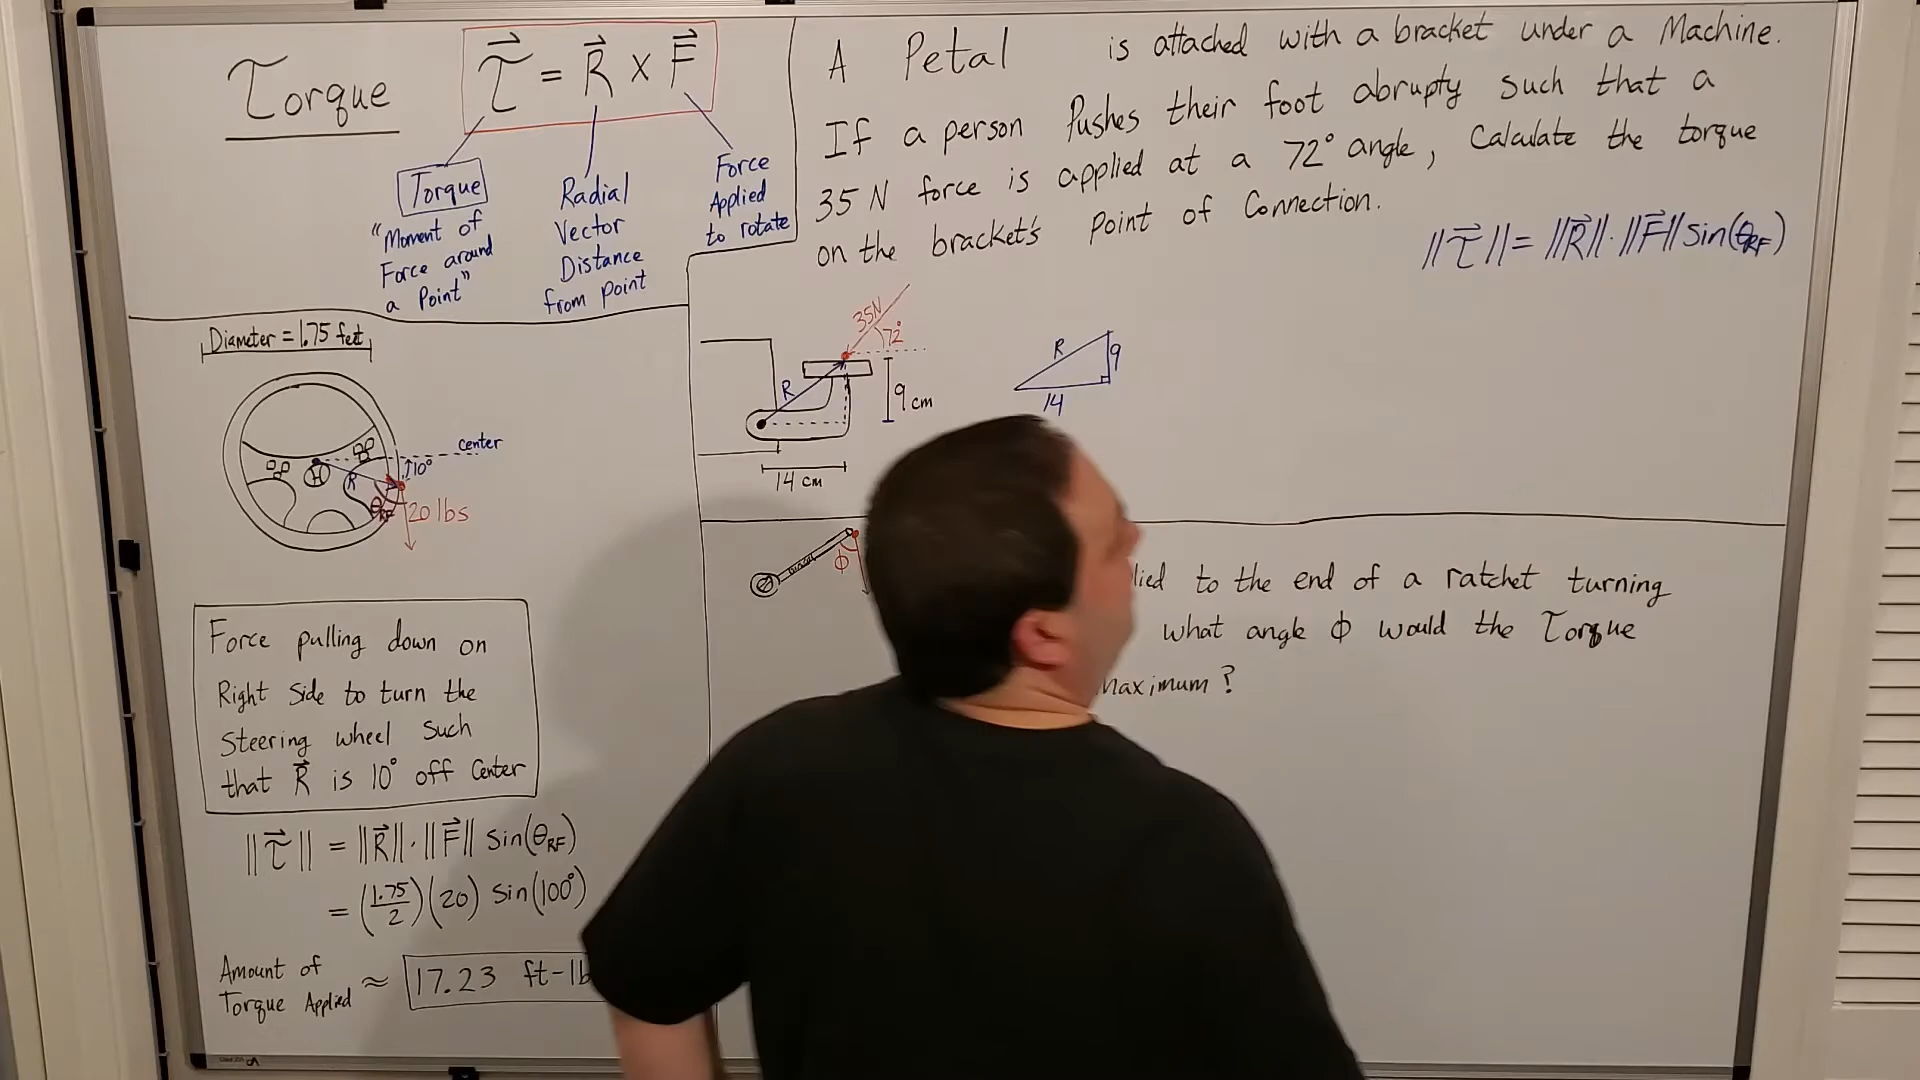 Torque
τ = R × F
Torque
"Moment of
Force around
a Point"
Radial
Vector
Distance
from point
Force
Applied
to rotate
A Petal is attached with a bracket under a Machine.
If a person Pushes their foot abrupty such that a
35 N force is applied at a 72° angle, Calculate the torque
on the bracket's Point of Connection.
||τ|| = ||R||·||F|| sin(θRF)
Diameter = 1.75 feet
center
10°
R
θRF
20 lbs
H
35N
72°
R
9 cm
14 cm
R
9
14
Force pulling down on
Right Side to turn the
Steering wheel Such
that R is 10° off Center
||τ|| = ||R||·||F|| Sin(θRF)
= (1.75/2)(20) Sin(100°)
Amount of
Torque Applied
≈ 17.23 ft-lb
ϕ
lied to the end of a ratchet turning
what angle ϕ would the Torque
Maximum?